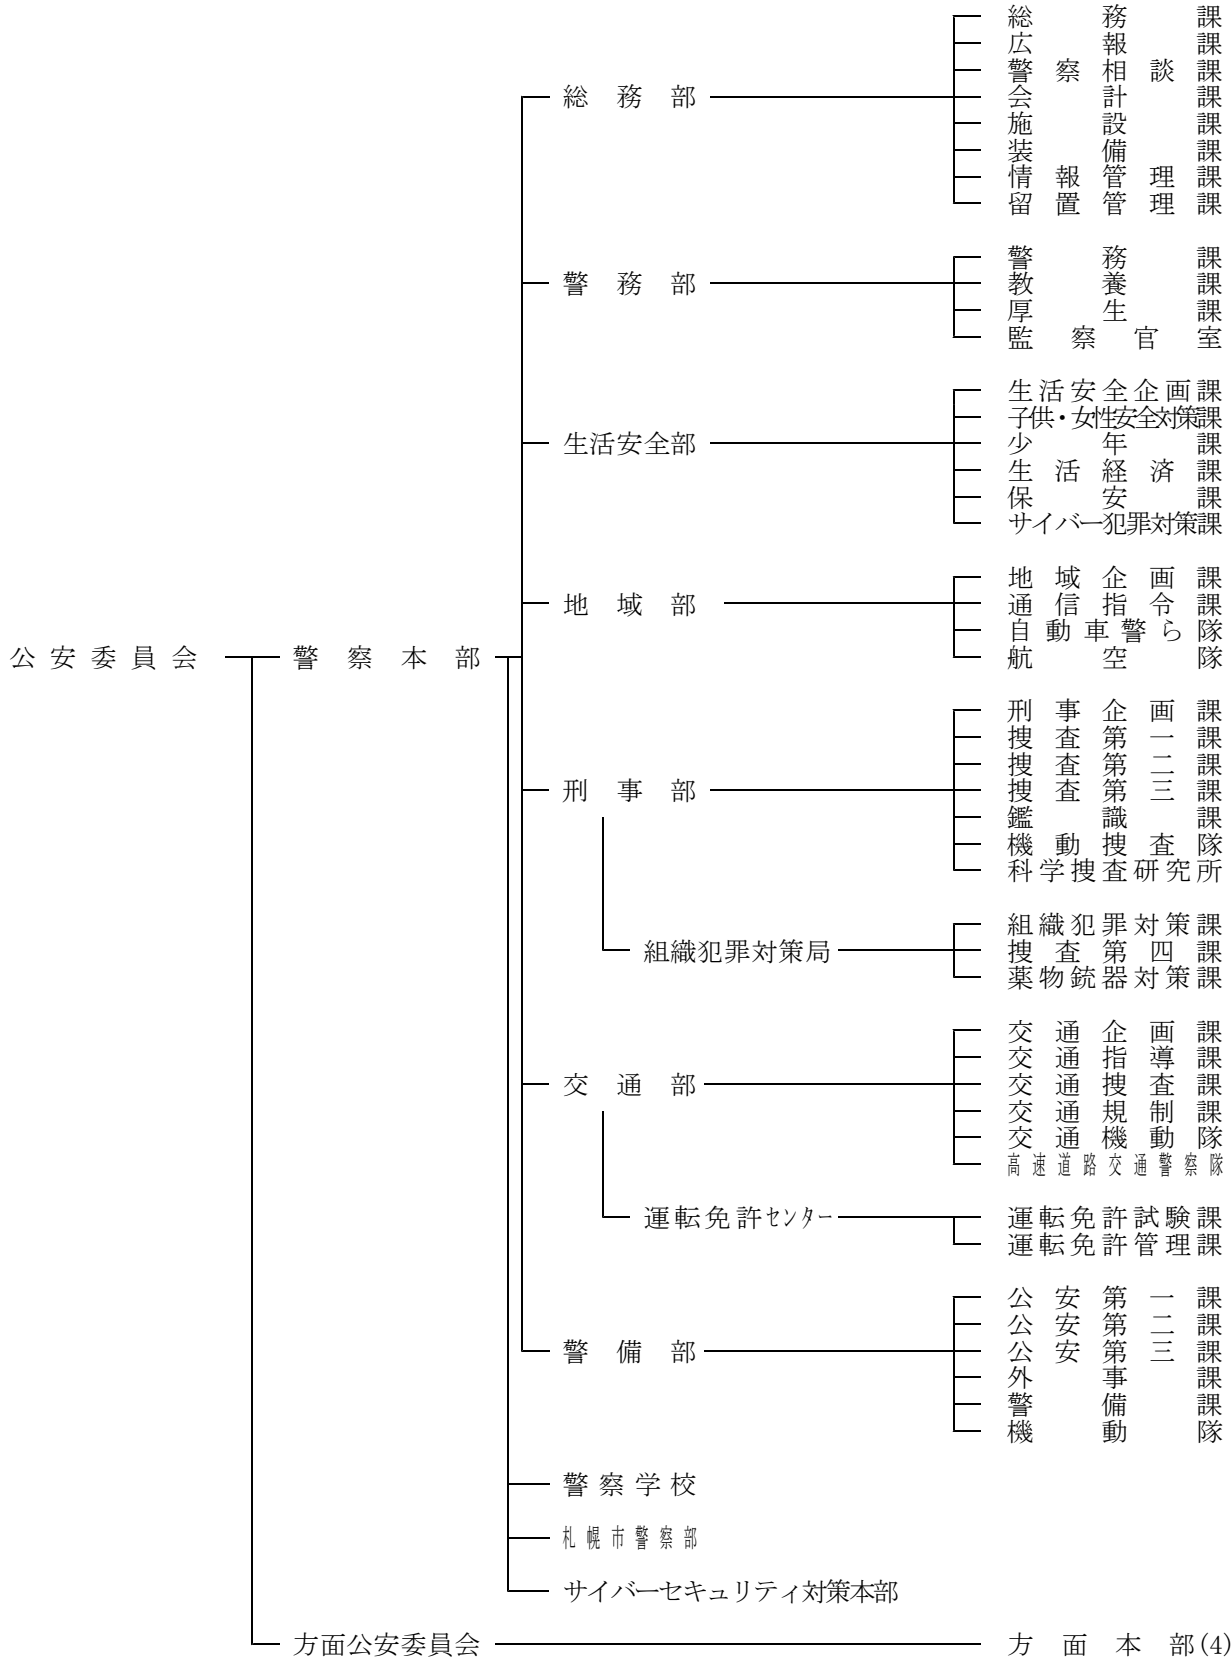 総務課
広報課
警察相談課
総務部
会計課
施設課
装備課
情報管理課
留置管理課
警務課
警務部
教養課
厚生課
監察官室
生活安全企画課
子供・女性安全対策課
生活安全部
少年課
生活経済課
保安課
サイバー犯罪対策課
地域企画課
地域部
通信指令課
自動車警ら隊
公安委員会
警察本部
航空隊
刑事企画課
捜査第一課
捜査第二課
刑事部
捜査第三課
鑑識課
機動捜査隊
科学捜査研究所
組織犯罪対策課
組織犯罪対策局
捜査第四課
薬物銃器対策課
交通企画課
交通指導課
交通部
交通捜査課
交通規制課
交通機動隊
高速道路交通警察隊
運転免許センター
運転免許試験課
運転免許管理課
公安第一課
公安第二課
警備部
公安第三課
外事課
警備課
機動隊
警察学校
札幌市警察部
サイバーセキュリティ対策本部
方面公安委員会
方面本部(4)